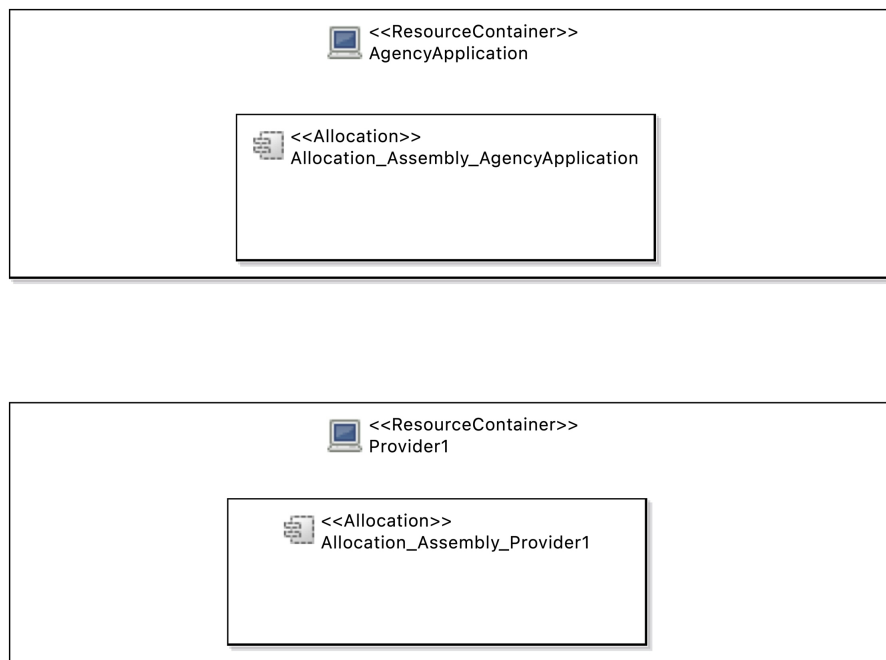 <<ResourceContainer>>
AgencyApplication
<<Allocation>>
Allocation_Assembly_AgencyApplication
<<ResourceContainer>>
Provider1
<<Allocation>>
Allocation_Assembly_Provider1